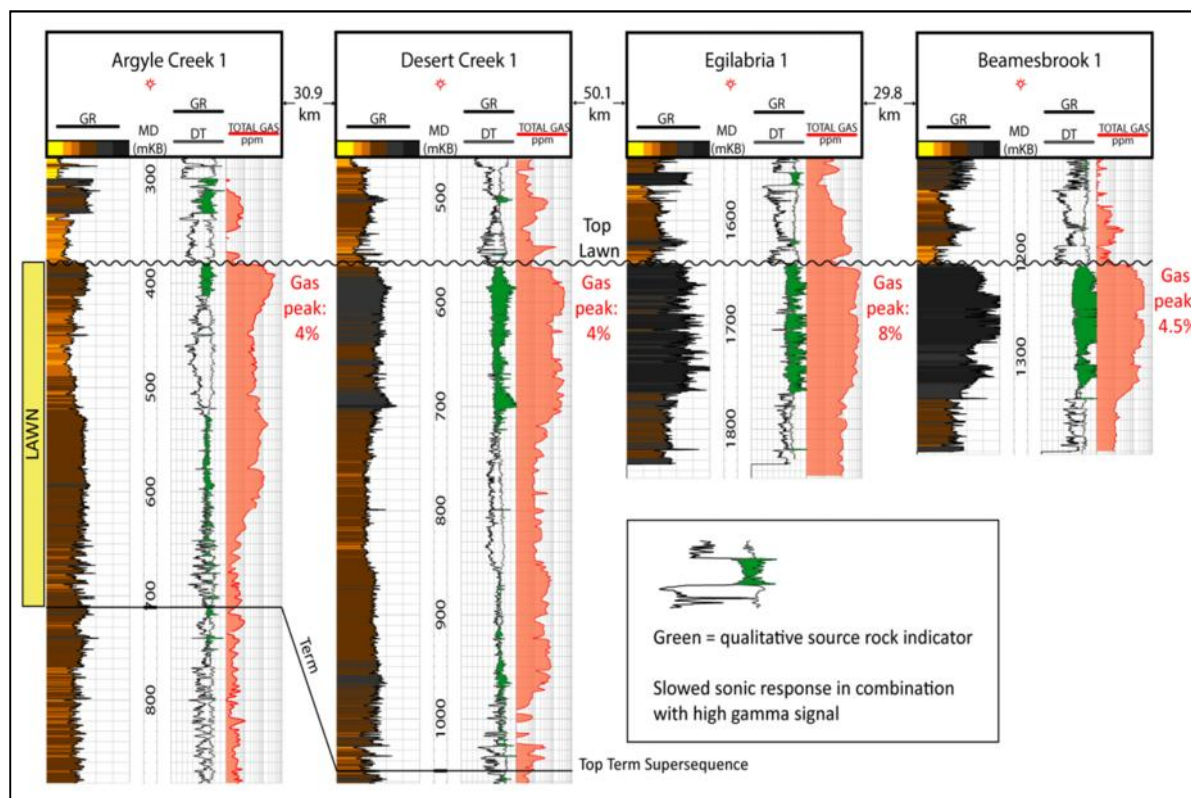 Argyle Creek 1
GR
MD
(mKB)
GR
DT
TOTAL GAS
ppm
300
400
500
600
700
800
30.9
km
Desert Creek 1
GR
MD
(mKB)
GR
DT
TOTAL GAS
ppm
500
600
700
800
900
1000
50.1
km
Egilabria 1
GR
MD
(mKB)
GR
DT
TOTAL GAS
ppm
1600
1700
1800
29.8
km
Beamesbrook 1
GR
MD
(mKB)
GR
DT
TOTAL GAS
ppm
1200
1300
Top
Lawn
LAWN
Gas
peak:
4%
Gas
peak:
4%
Gas
peak:
8%
Gas
peak:
4.5%
Term
Top Term Supersequence
Green = qualitative source rock indicator
Slowed sonic response in combination
with high gamma signal